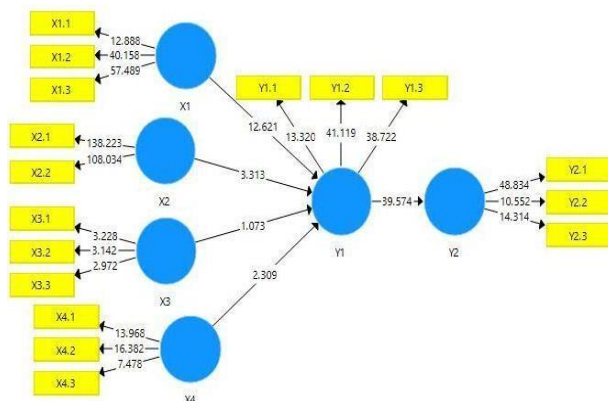 X1.1
X1.2
X1.3
12.888
40.158
57.489
X1
Y1.1
Y1.2
Y1.3
12.621
13.320
41.119
38.722
X2.1
X2.2
138.223
108.034
X2
3.313
X3.1
X3.2
X3.3
3.228
3.142
2.972
X3
1.073
Y1
39.574
Y2
48.834
10.552
14.314
Y2.1
Y2.2
Y2.3
2.309
X4.1
X4.2
X4.3
13.968
16.382
7.478
X4